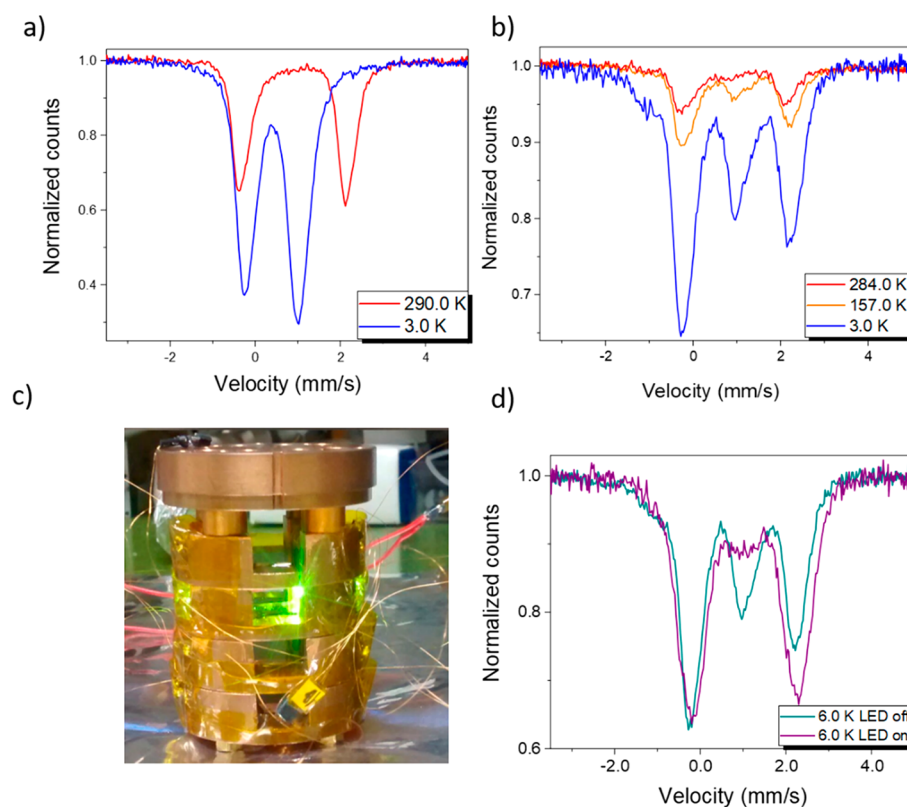 a)
1.0
0.8
0.6
0.4
Normalized counts
-2
0
2
4
Velocity (mm/s)
290.0 K
3.0 K
b)
1.0
0.9
0.8
0.7
Normalized counts
-2
0
2
4
Velocity (mm/s)
284.0 K
157.0 K
3.0 K
c)
d)
1.0
0.8
0.6
Normalized counts
-2.0
0.0
2.0
4.0
Velocity (mm/s)
6.0 K LED off
6.0 K LED on